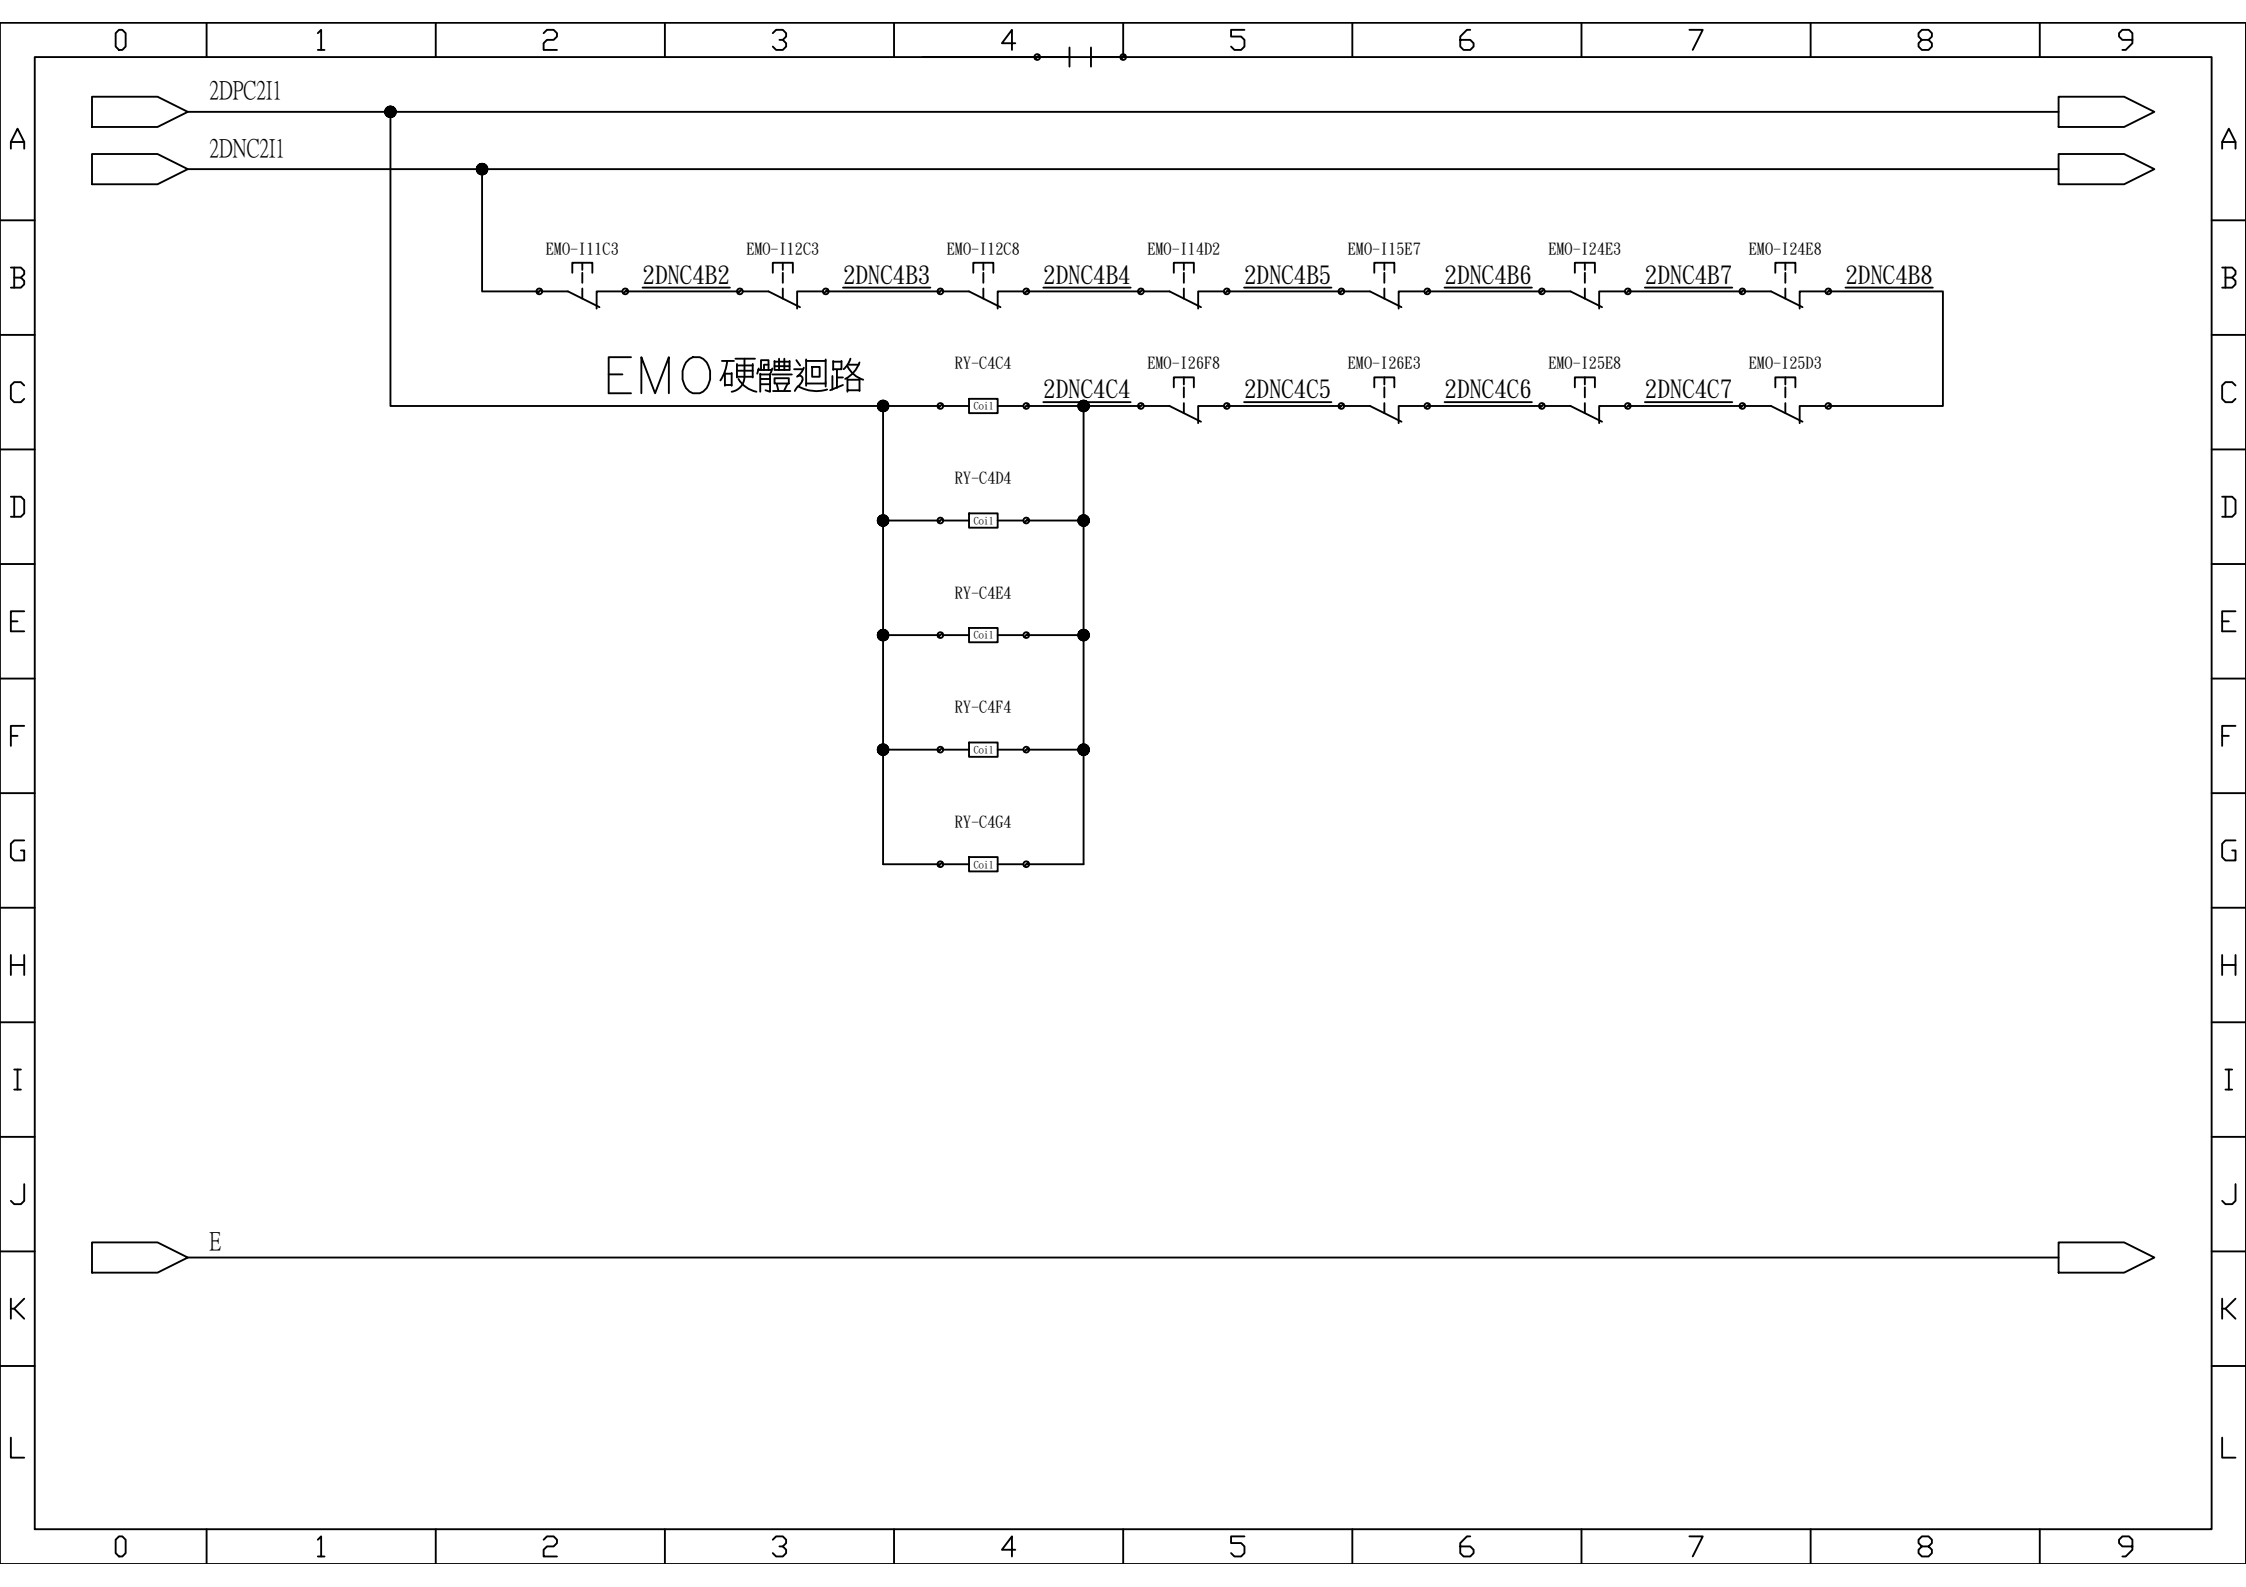 0 1 2 3 4 5 6 7 8 9
2DPC2I1
A A
2DNC2I1
EMO-I11C3 EMO-I12C3 EMO-I12C8 EMO-I14D2 EMO-I15E7 EMO-I24E3 EMO-I24E8
B 2DNC4B2 2DNC4B3 2DNC4B4 2DNC4B5 2DNC4B6 2DNC4B7 2DNC4B8 B
RY-C4C4 EMO-I26F8 EMO-I26E3 EMO-I25E8 EMO-I25D3
C EMO硬體迴路 2DNC4C4 2DNC4C5 2DNC4C6 2DNC4C7 C
Coil
RY-C4D4
D D
Coil
RY-C4E4
E E
Coil
RY-C4F4
F F
Coil
RY-C4G4
G G
Coil
H H
I I
J J
E
K K
L L
0 1 2 3 4 5 6 7 8 9